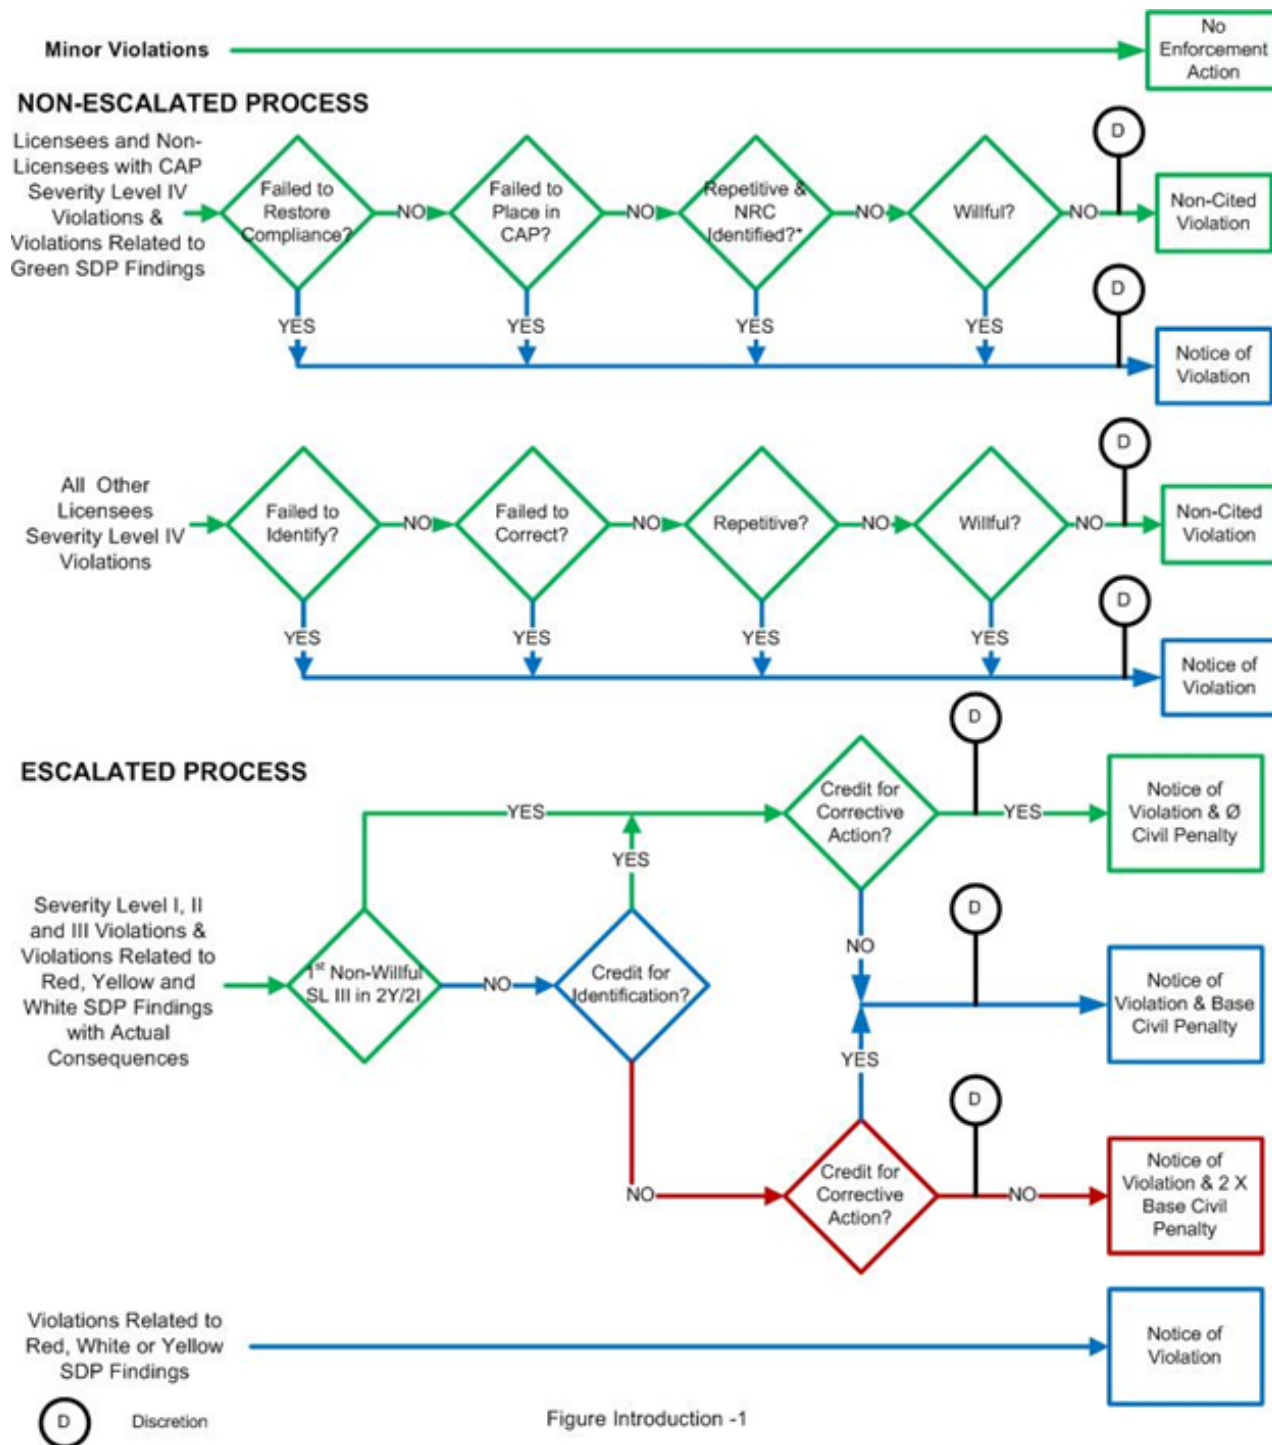 Minor Violations
No
Enforcement
Action
NON-ESCALATED PROCESS
Licensees and Non-
Licensees with CAP
Severity Level IV
Violations &
Violations Related to
Green SDP Findings
Failed to
Restore
Compliance?
NO
Failed to
Place in
CAP?
NO
Repetitive &
NRC
Identified?*
NO
Willful?
NO
D
Non-Cited
Violation
YES
YES
YES
YES
D
Notice of
Violation
All Other
Licensees
Severity Level IV
Violations
Failed to
Identify?
NO
Failed to
Correct?
NO
Repetitive?
NO
Willful?
NO
D
Non-Cited
Violation
YES
YES
YES
YES
D
Notice of
Violation
ESCALATED PROCESS
Severity Level I, II
and III Violations &
Violations Related to
Red, Yellow and
White SDP Findings
with Actual
Consequences
1st Non-Willful
SL III in 2Y/2I
YES
NO
Credit for
Identification?
YES
NO
Credit for
Corrective
Action?
D
YES
Notice of
Violation & Ø
Civil Penalty
NO
D
Notice of
Violation & Base
Civil Penalty
YES
Credit for
Corrective
Action?
D
NO
Notice of
Violation & 2 X
Base Civil
Penalty
Violations Related to
Red, White or Yellow
SDP Findings
Notice of
Violation
D
Discretion
Figure Introduction -1